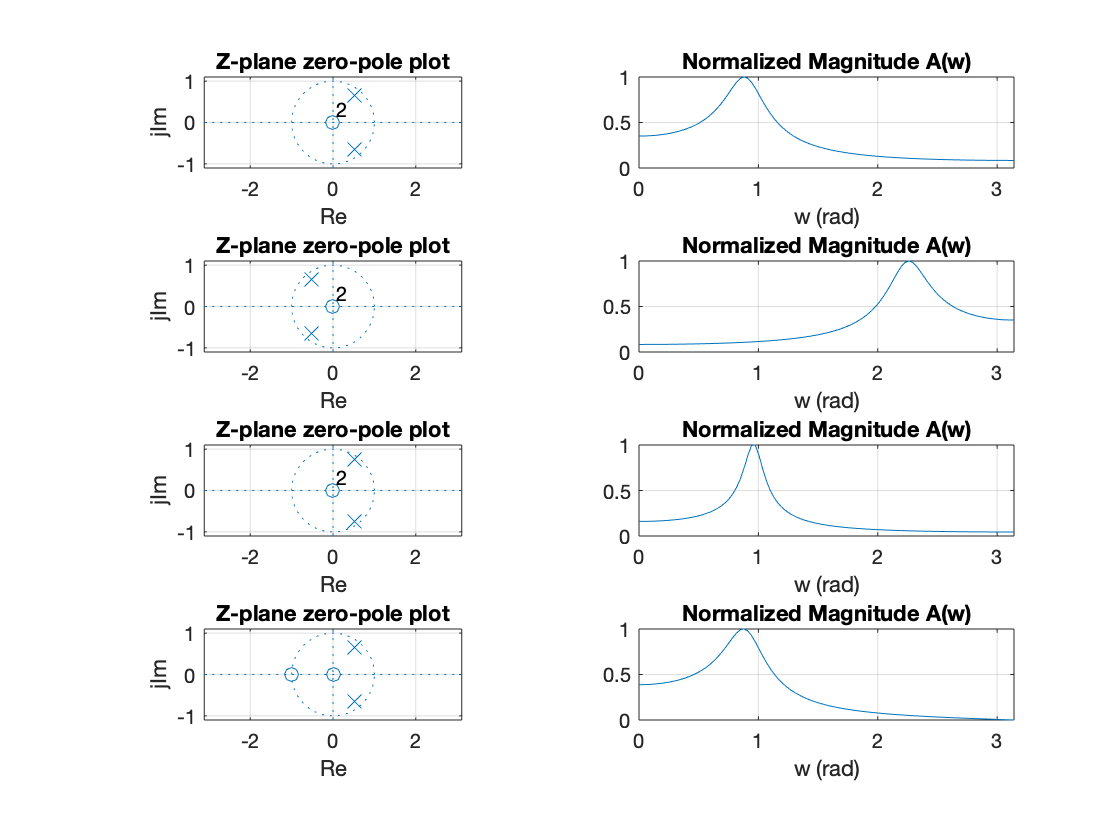 Z-plane zero-pole plot
1
0
-1
jIm
2
-2
0
2
Re
Normalized Magnitude A(w)
1
0.5
0
0
1
2
3
w (rad)
Z-plane zero-pole plot
1
0
-1
jIm
2
-2
0
2
Re
Normalized Magnitude A(w)
1
0.5
0
0
1
2
3
w (rad)
Z-plane zero-pole plot
1
0
-1
jIm
2
-2
0
2
Re
Normalized Magnitude A(w)
1
0.5
0
0
1
2
3
w (rad)
Z-plane zero-pole plot
1
0
-1
jIm
-2
0
2
Re
Normalized Magnitude A(w)
1
0.5
0
0
1
2
3
w (rad)